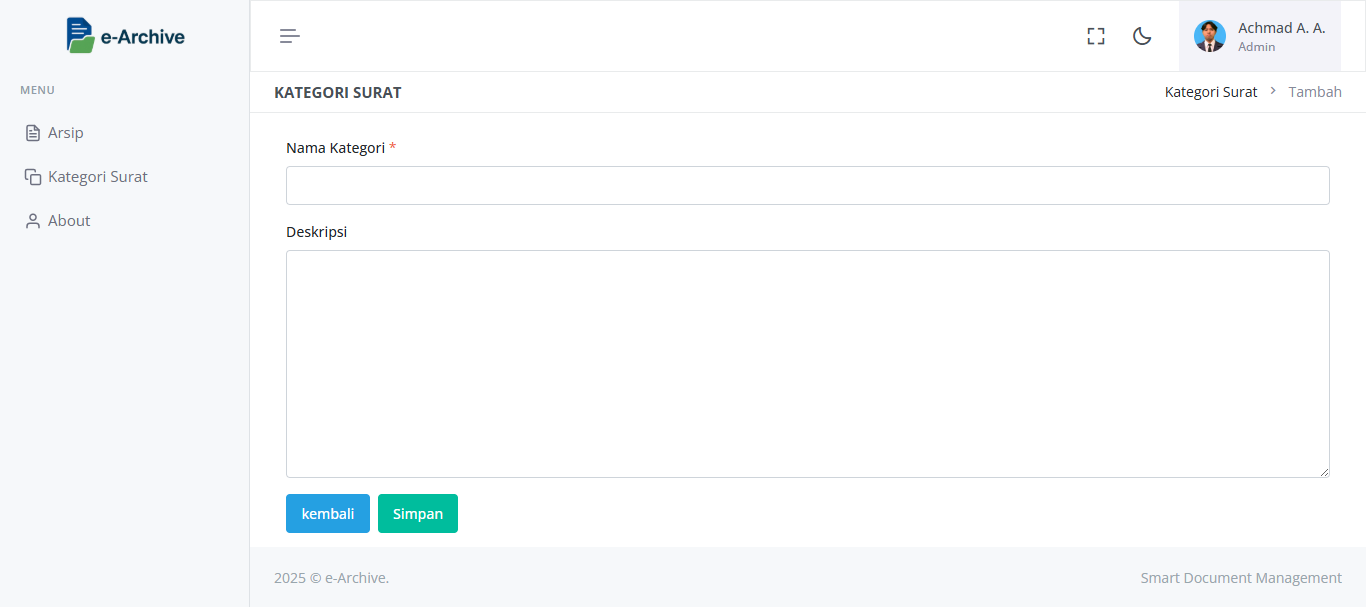 e-Archive
Achmad A. A.
Admin
MENU
Arsip
Kategori Surat
About
KATEGORI SURAT
Kategori Surat > Tambah
Nama Kategori *
Deskripsi
kembali
Simpan
2025 © e-Archive.
Smart Document Management